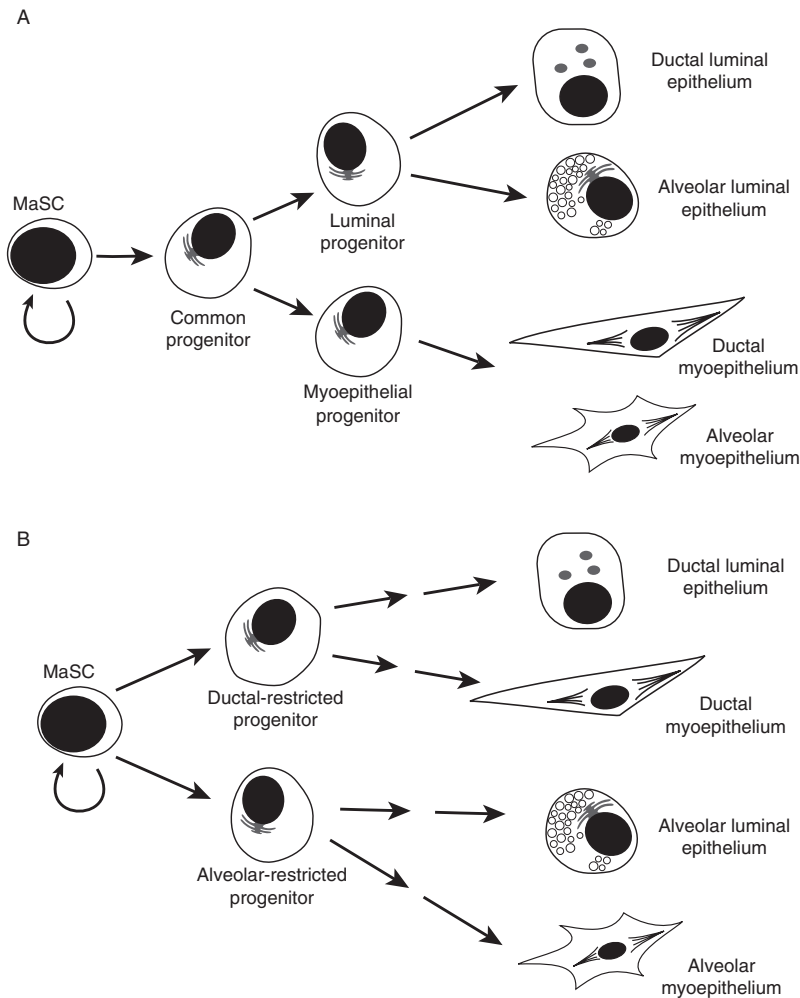 A
Ductal luminal
epithelium
MaSC
Alveolar luminal
epithelium
Luminal
progenitor
Common
progenitor
Myoepithelial
progenitor
Ductal
myoepithelium
Alveolar
myoepithelium
B
Ductal luminal
epithelium
MaSC
Ductal-restricted
progenitor
Ductal
myoepithelium
Alveolar luminal
epithelium
Alveolar-restricted
progenitor
Alveolar
myoepithelium